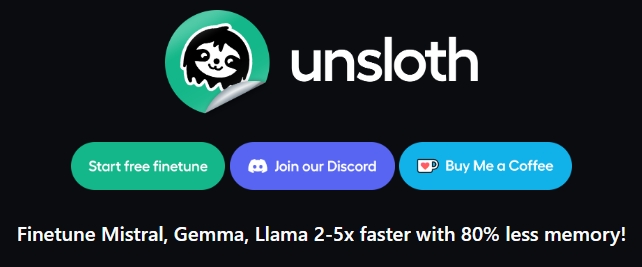 unsloth
Start free finetune
Join our Discord
Buy Me a Coffee
Finetune Mistral, Gemma, Llama 2-5x faster with 80% less memory!